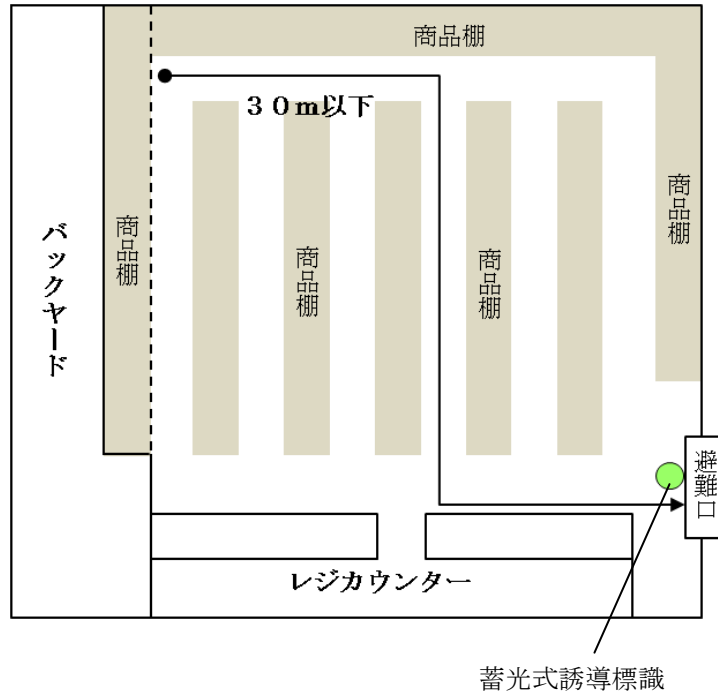 商品棚
３０ｍ以下
商品棚
バックヤード
商品棚
商品棚
商品棚
避難口
レジカウンター
蓄光式誘導標識